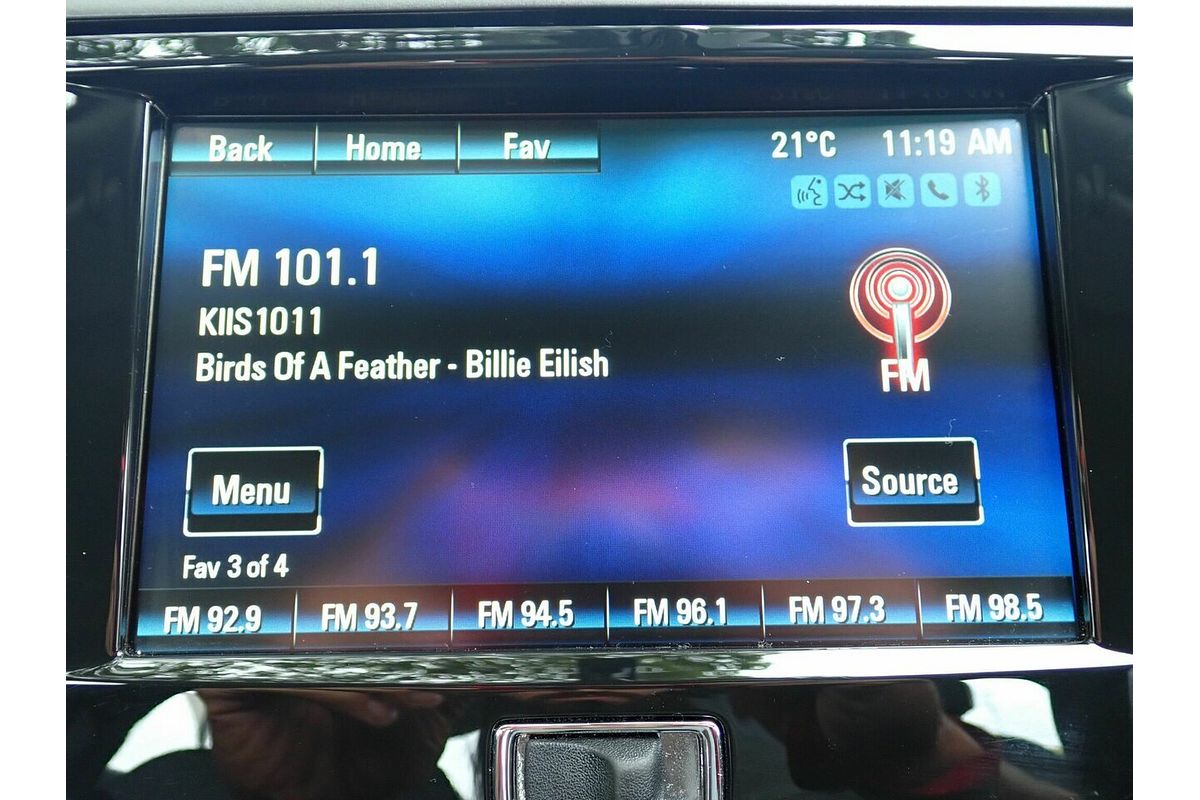 Back Home Fav 21°C 11:19 AM
FM 101.1
KIIS1011
Birds Of A Feather - Billie Eilish
FM
Menu Source
Fav 3 of 4
FM 92.9 FM 93.7 FM 94.5 FM 96.1 FM 97.3 FM 98.5